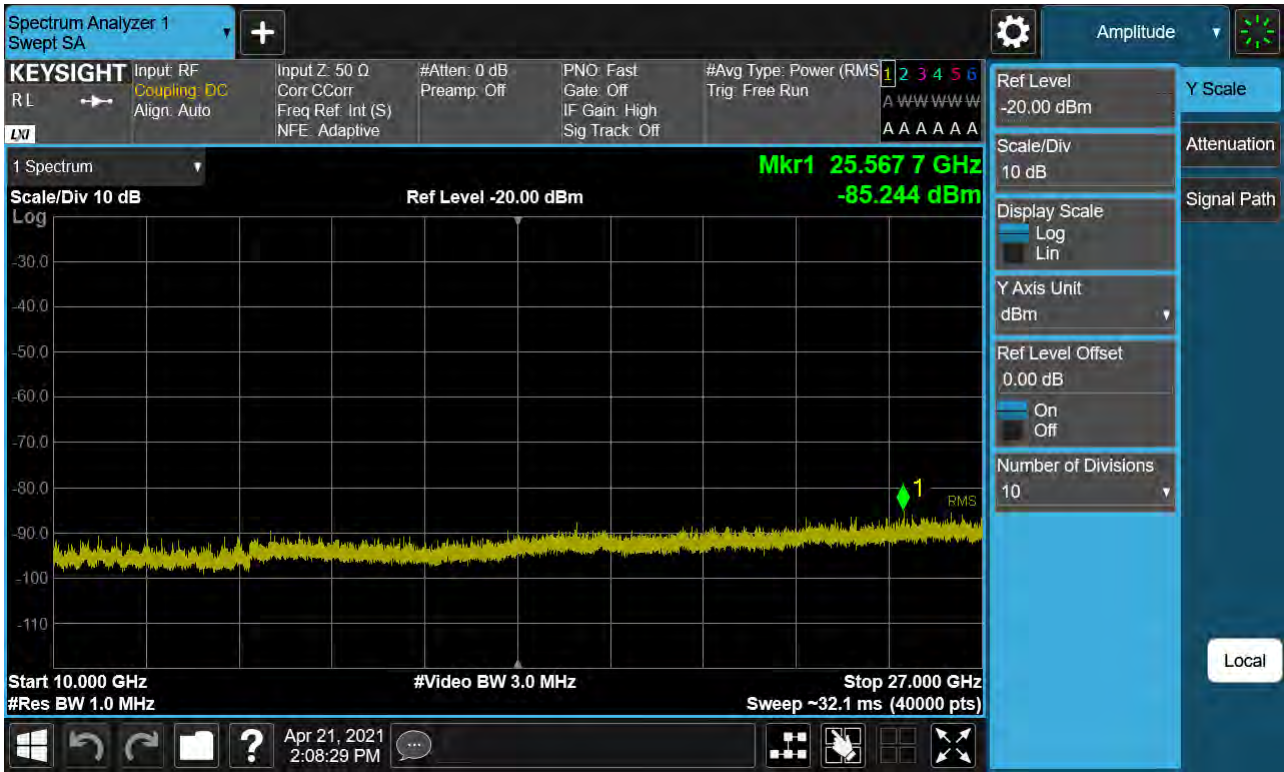 Spectrum Analyzer 1
Swept SA
Amplitude
KEYSIGHT
R L
LXI
Input: RF
Coupling: DC
Align: Auto
Input Z: 50 Ω
Corr CCorr
Freq Ref: Int (S)
NFE: Adaptive
#Atten: 0 dB
Preamp: Off
PNO: Fast
Gate: Off
IF Gain: High
Sig Track: Off
#Avg Type: Power (RMS
Trig: Free Run
1 2 3 4 5 6
A W W W W W
A A A A A A
1 Spectrum
Mkr1 25.567 7 GHz
-85.244 dBm
Scale/Div 10 dB
Ref Level -20.00 dBm
Log
-30.0
-40.0
-50.0
-60.0
-70.0
-80.0
-90.0
-100
-110
1
RMS
Start 10.000 GHz
#Video BW 3.0 MHz
Stop 27.000 GHz
#Res BW 1.0 MHz
Sweep ~32.1 ms (40000 pts)
Ref Level
-20.00 dBm
Scale/Div
10 dB
Display Scale
Log
Lin
Y Axis Unit
dBm
Ref Level Offset
0.00 dB
On
Off
Number of Divisions
10
Y Scale
Attenuation
Signal Path
Local
?
Apr 21, 2021
2:08:29 PM